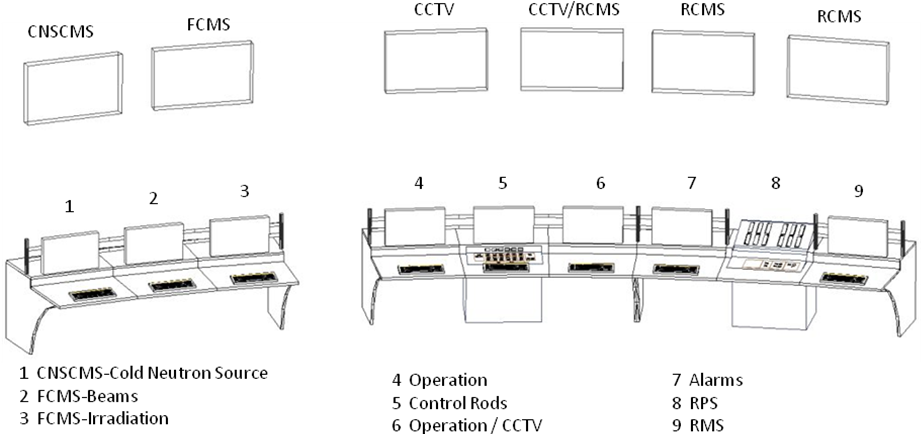 CNSCMS
FCMS
CCTV
CCTV/RCMS
RCMS
RCMS
1
2
3
4
5
6
7
8
9
1 CNSCMS-Cold Neutron Source
2 FCMS-Beams
3 FCMS-Irradiation
4 Operation
5 Control Rods
6 Operation / CCTV
7 Alarms
8 RPS
9 RMS